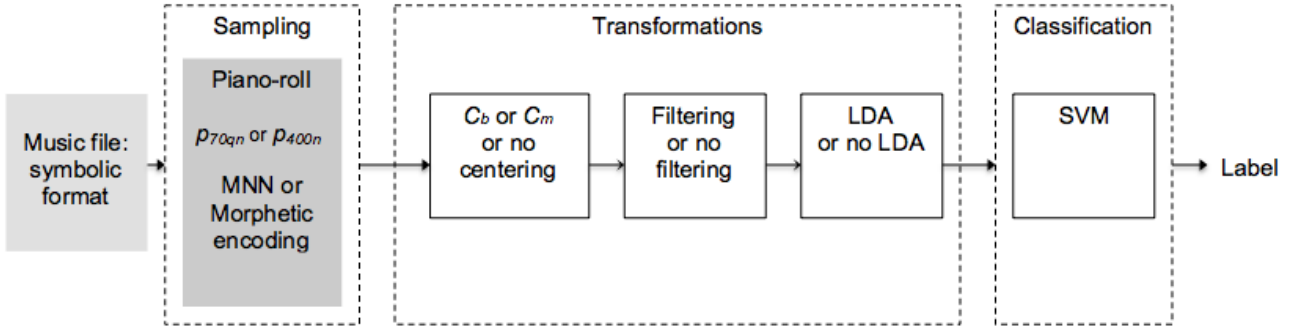 Sampling
Transformations
Classification
Music file:
symbolic
format
Piano-roll
p70qn or p400n
MNN or
Morphetic
encoding
Cb or Cm
or no
centering
Filtering
or no
filtering
LDA
or no LDA
SVM
Label